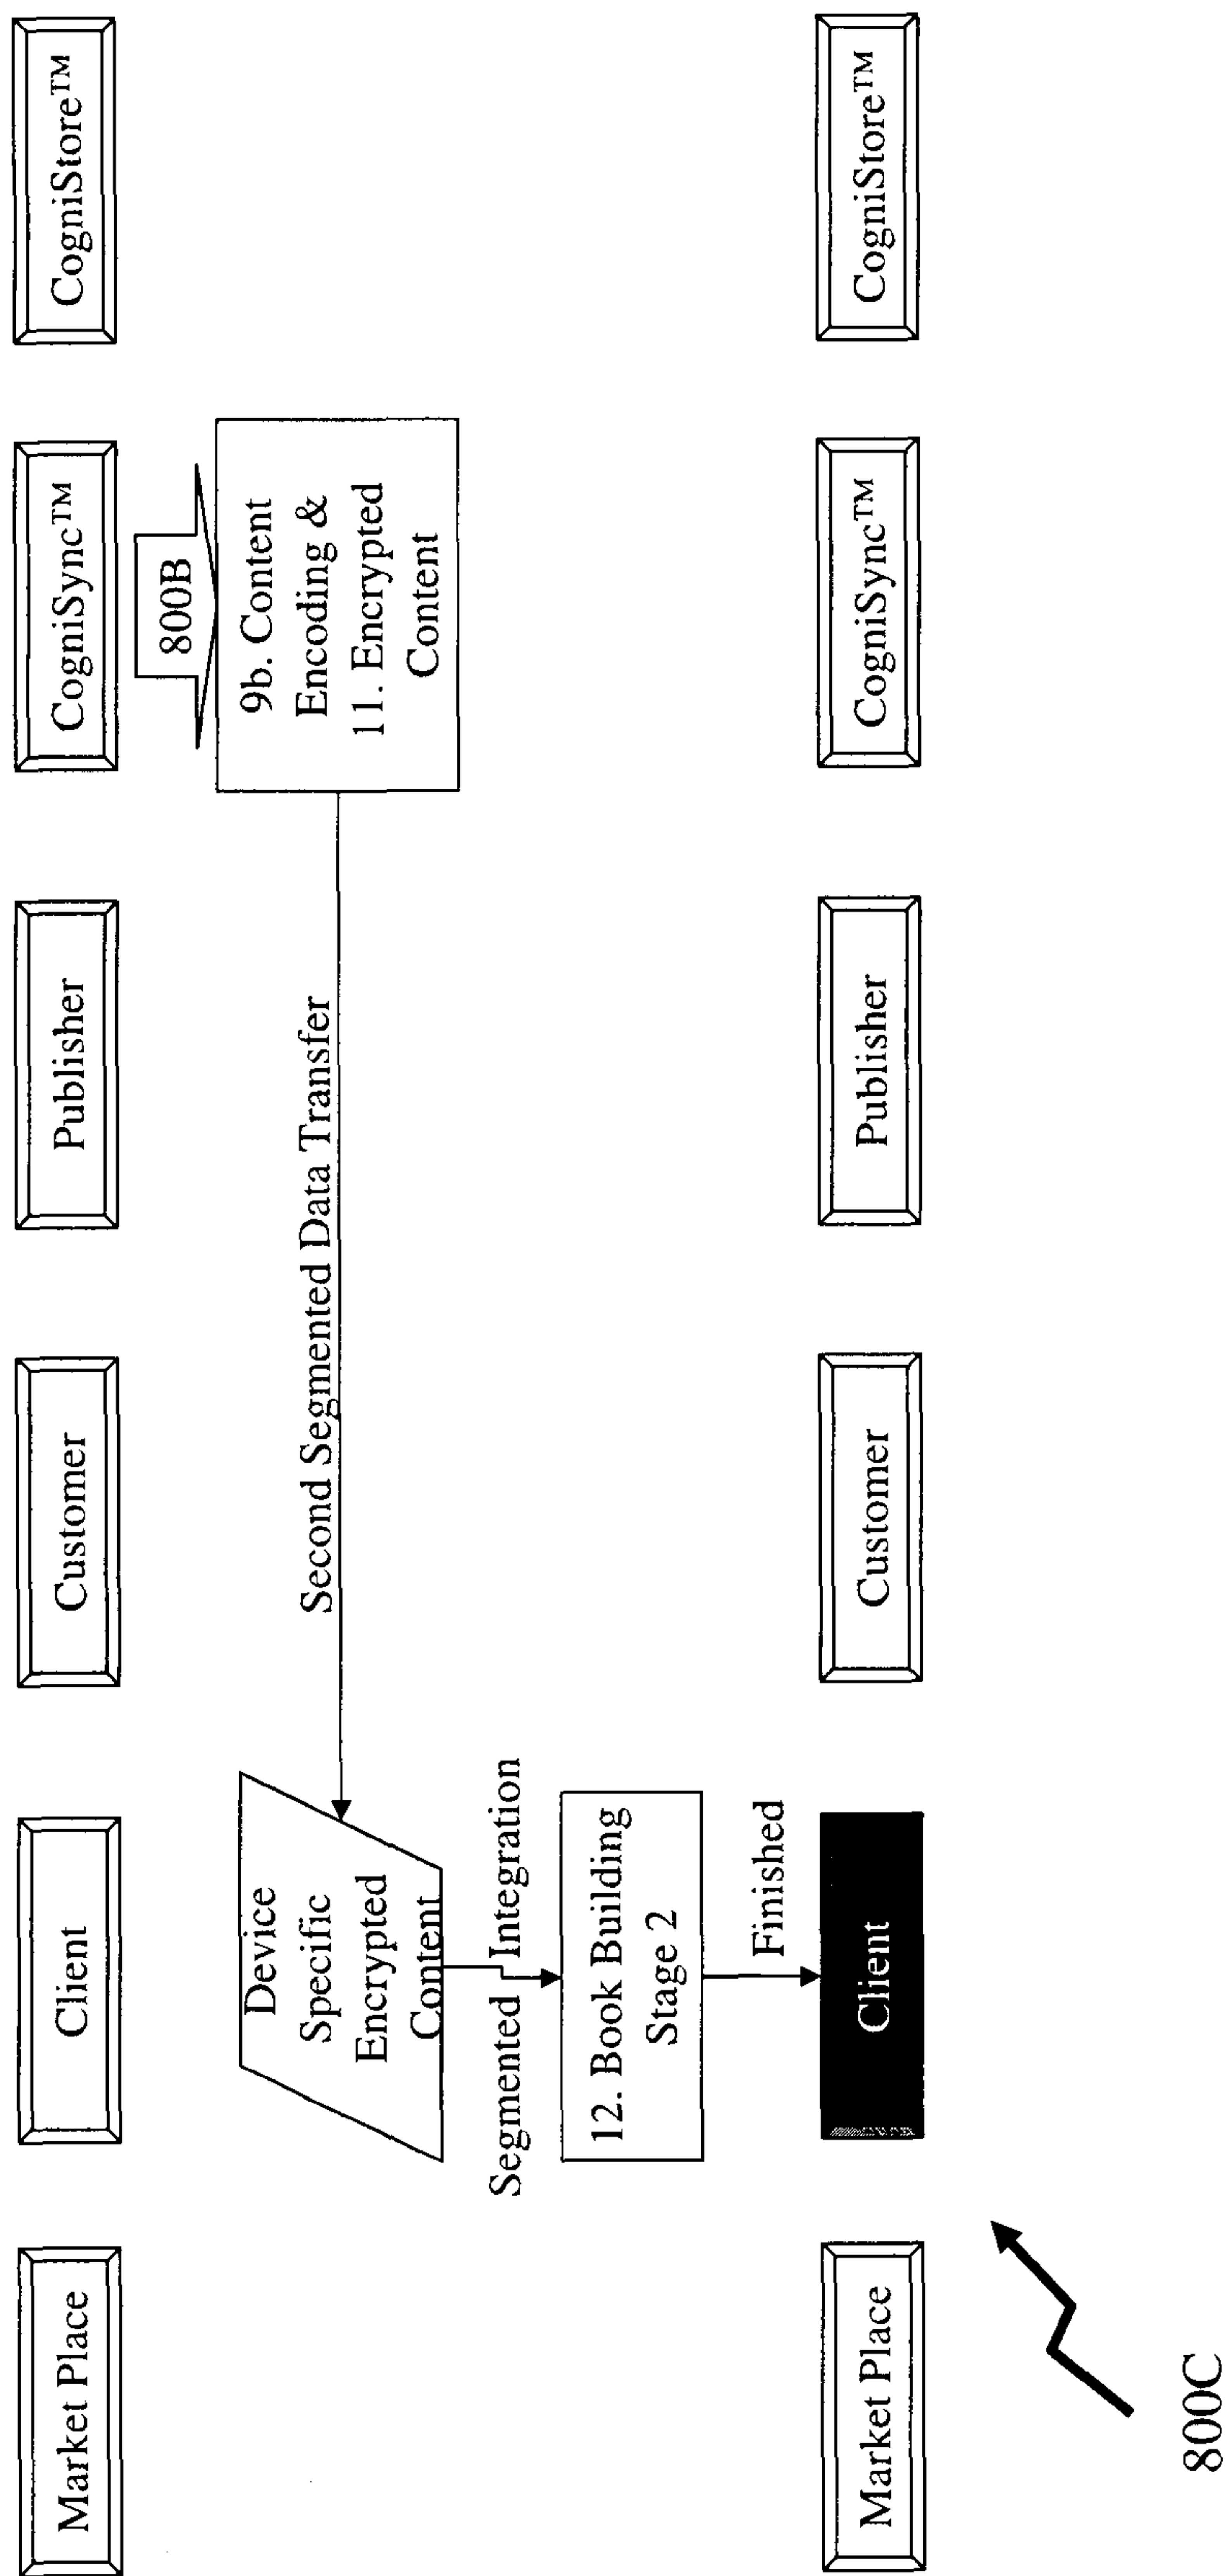 Market Place
Client
Customer
Publisher
CogniSync™
CogniStore™
800B
9b. Content
Encoding &
11. Encrypted
Content
Second Segmented Data Transfer
Device
Specific
Encrypted
Content
Segmented Integration
12. Book Building
Stage 2
Finished
Market Place
Client
Customer
Publisher
CogniSync™
CogniStore™
800C